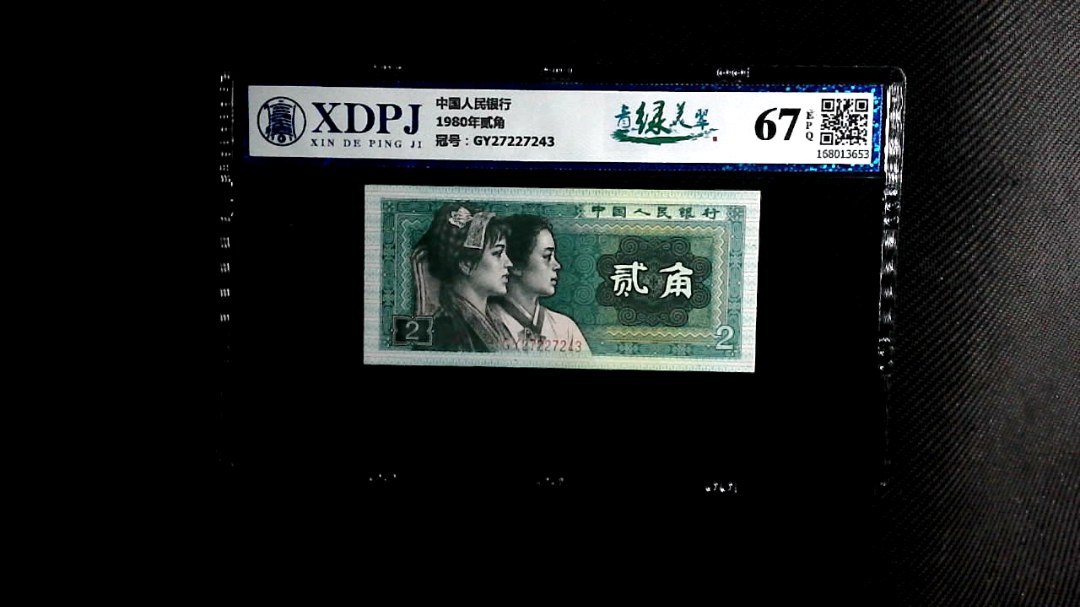 XDPJ
XIN DE PING JI
中国人民银行
1980年贰角
冠号：GY27227243
绿美翠
67
EPQ
168013653
中国人民银行
贰角
2
2
GY27227243